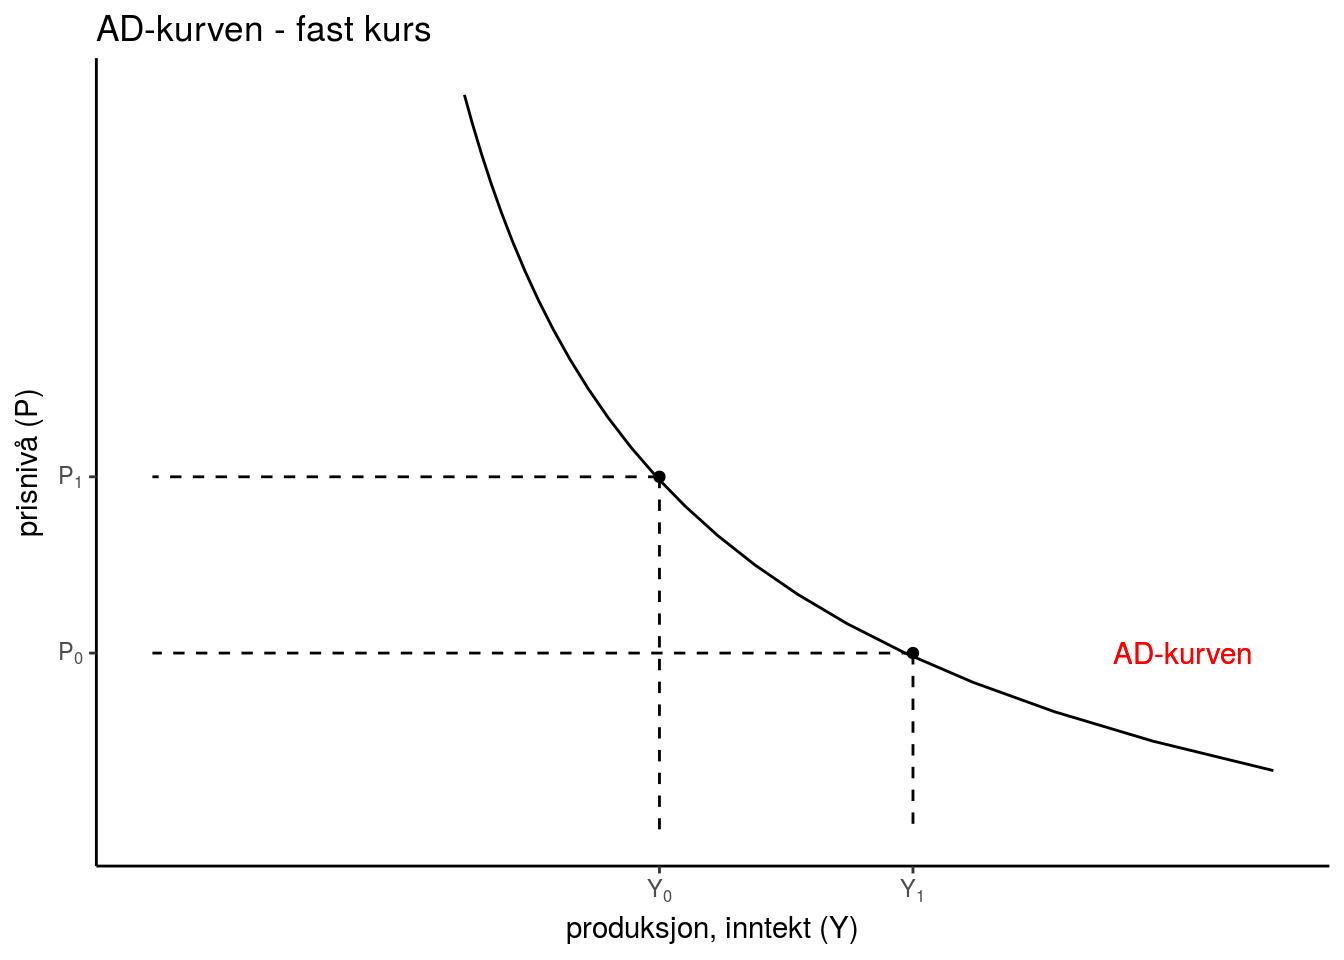 AD-kurven - fast kurs
prisnivå (P)
P₁
P₀
AD-kurven
Y₀
Y₁
produksjon, inntekt (Y)